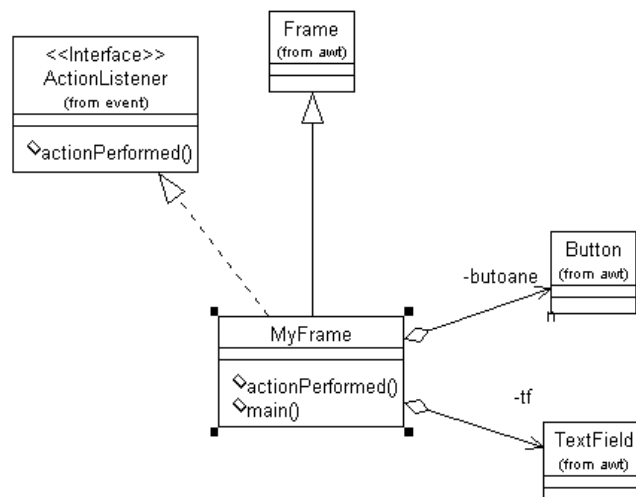 Frame
(from awt)
<<Interface>>
ActionListener
(from event)
actionPerformed()
Button
(from awt)
-butoane
n
MyFrame
actionPerformed()
main()
-tf
TextField
(from awt)